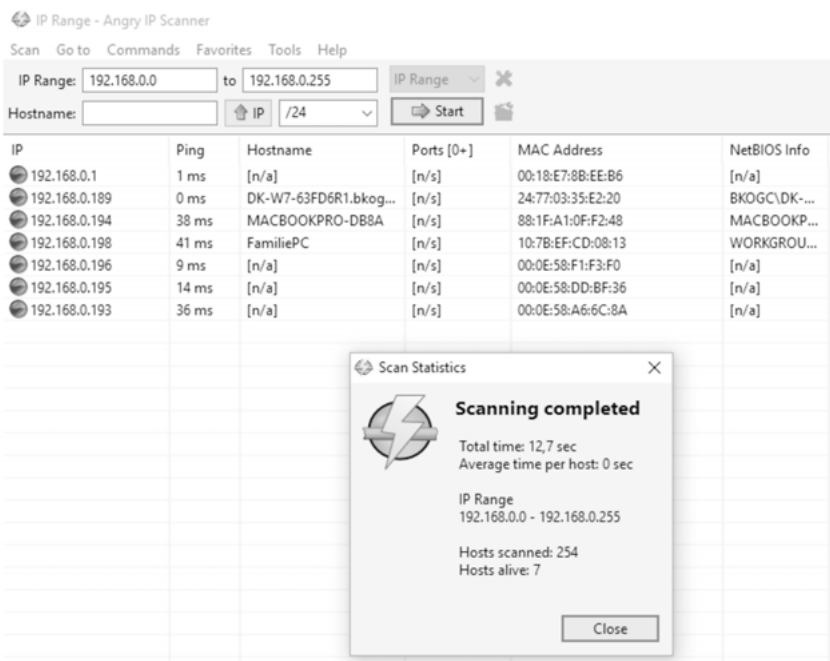 IP Range - Angry IP Scanner
Scan Go to Commands Favorites Tools Help
IP Range: 192.168.0.0 to 192.168.0.255 IP Range
Hostname: IP /24 Start
IP Ping Hostname Ports [0+] MAC Address NetBIOS Info
192.168.0.1 1 ms [n/a] [n/s] 00:18:E7:8B:EE:B6 [n/a]
192.168.0.189 0 ms DK-W7-63FD6R1.bkog... [n/s] 24:77:03:35:E2:20 BKOGC\DK-...
192.168.0.194 38 ms MACBOOKPRO-DB8A [n/s] 88:1F:A1:0F:F2:48 MACBOOKP...
192.168.0.198 41 ms FamiliePC [n/s] 10:7B:EF:CD:08:13 WORKGROU...
192.168.0.196 9 ms [n/a] [n/s] 00:0E:58:F1:F3:F0 [n/a]
192.168.0.195 14 ms [n/a] [n/s] 00:0E:58:DD:BF:36 [n/a]
192.168.0.193 36 ms [n/a] [n/s] 00:0E:58:A6:6C:8A [n/a]
Scan Statistics
Scanning completed
Total time: 12,7 sec
Average time per host: 0 sec
IP Range
192.168.0.0 - 192.168.0.255
Hosts scanned: 254
Hosts alive: 7
Close